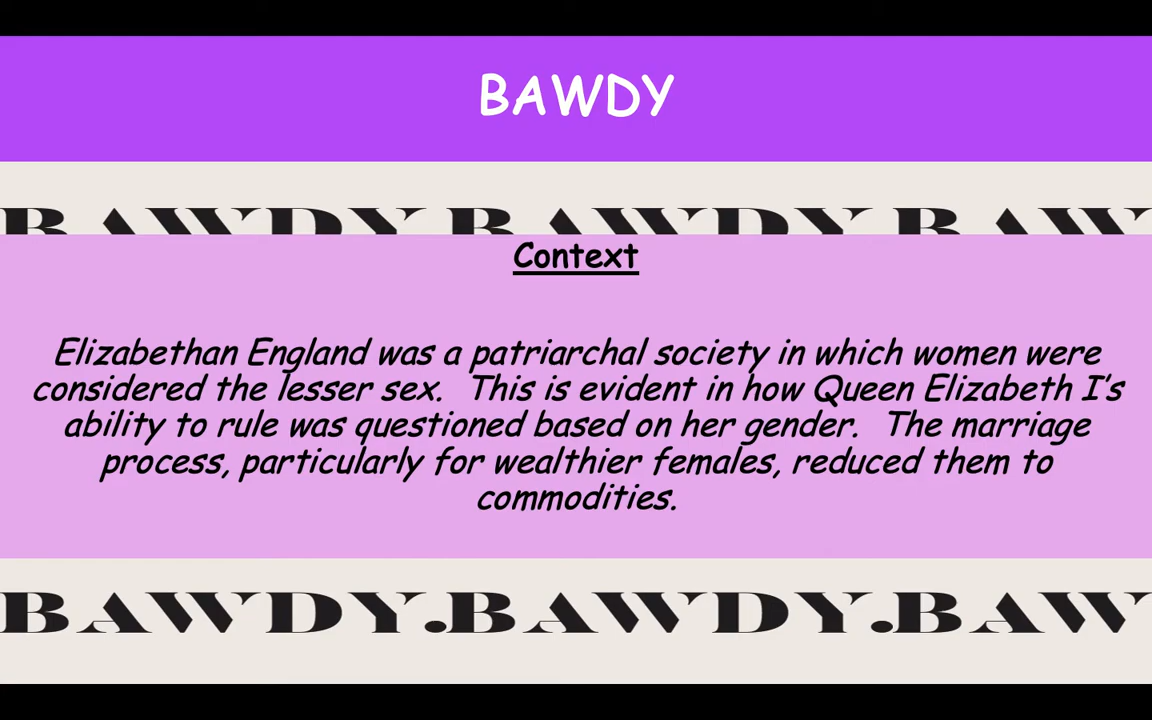 BAWDY
BAWDY BAWDY BAW
Context
Elizabethan England was a patriarchal society in which women were
considered the lesser sex.  This is evident in how Queen Elizabeth I's
ability to rule was questioned based on her gender.  The marriage
process, particularly for wealthier females, reduced them to
commodities.
BAWDY.BAWDY.BAW